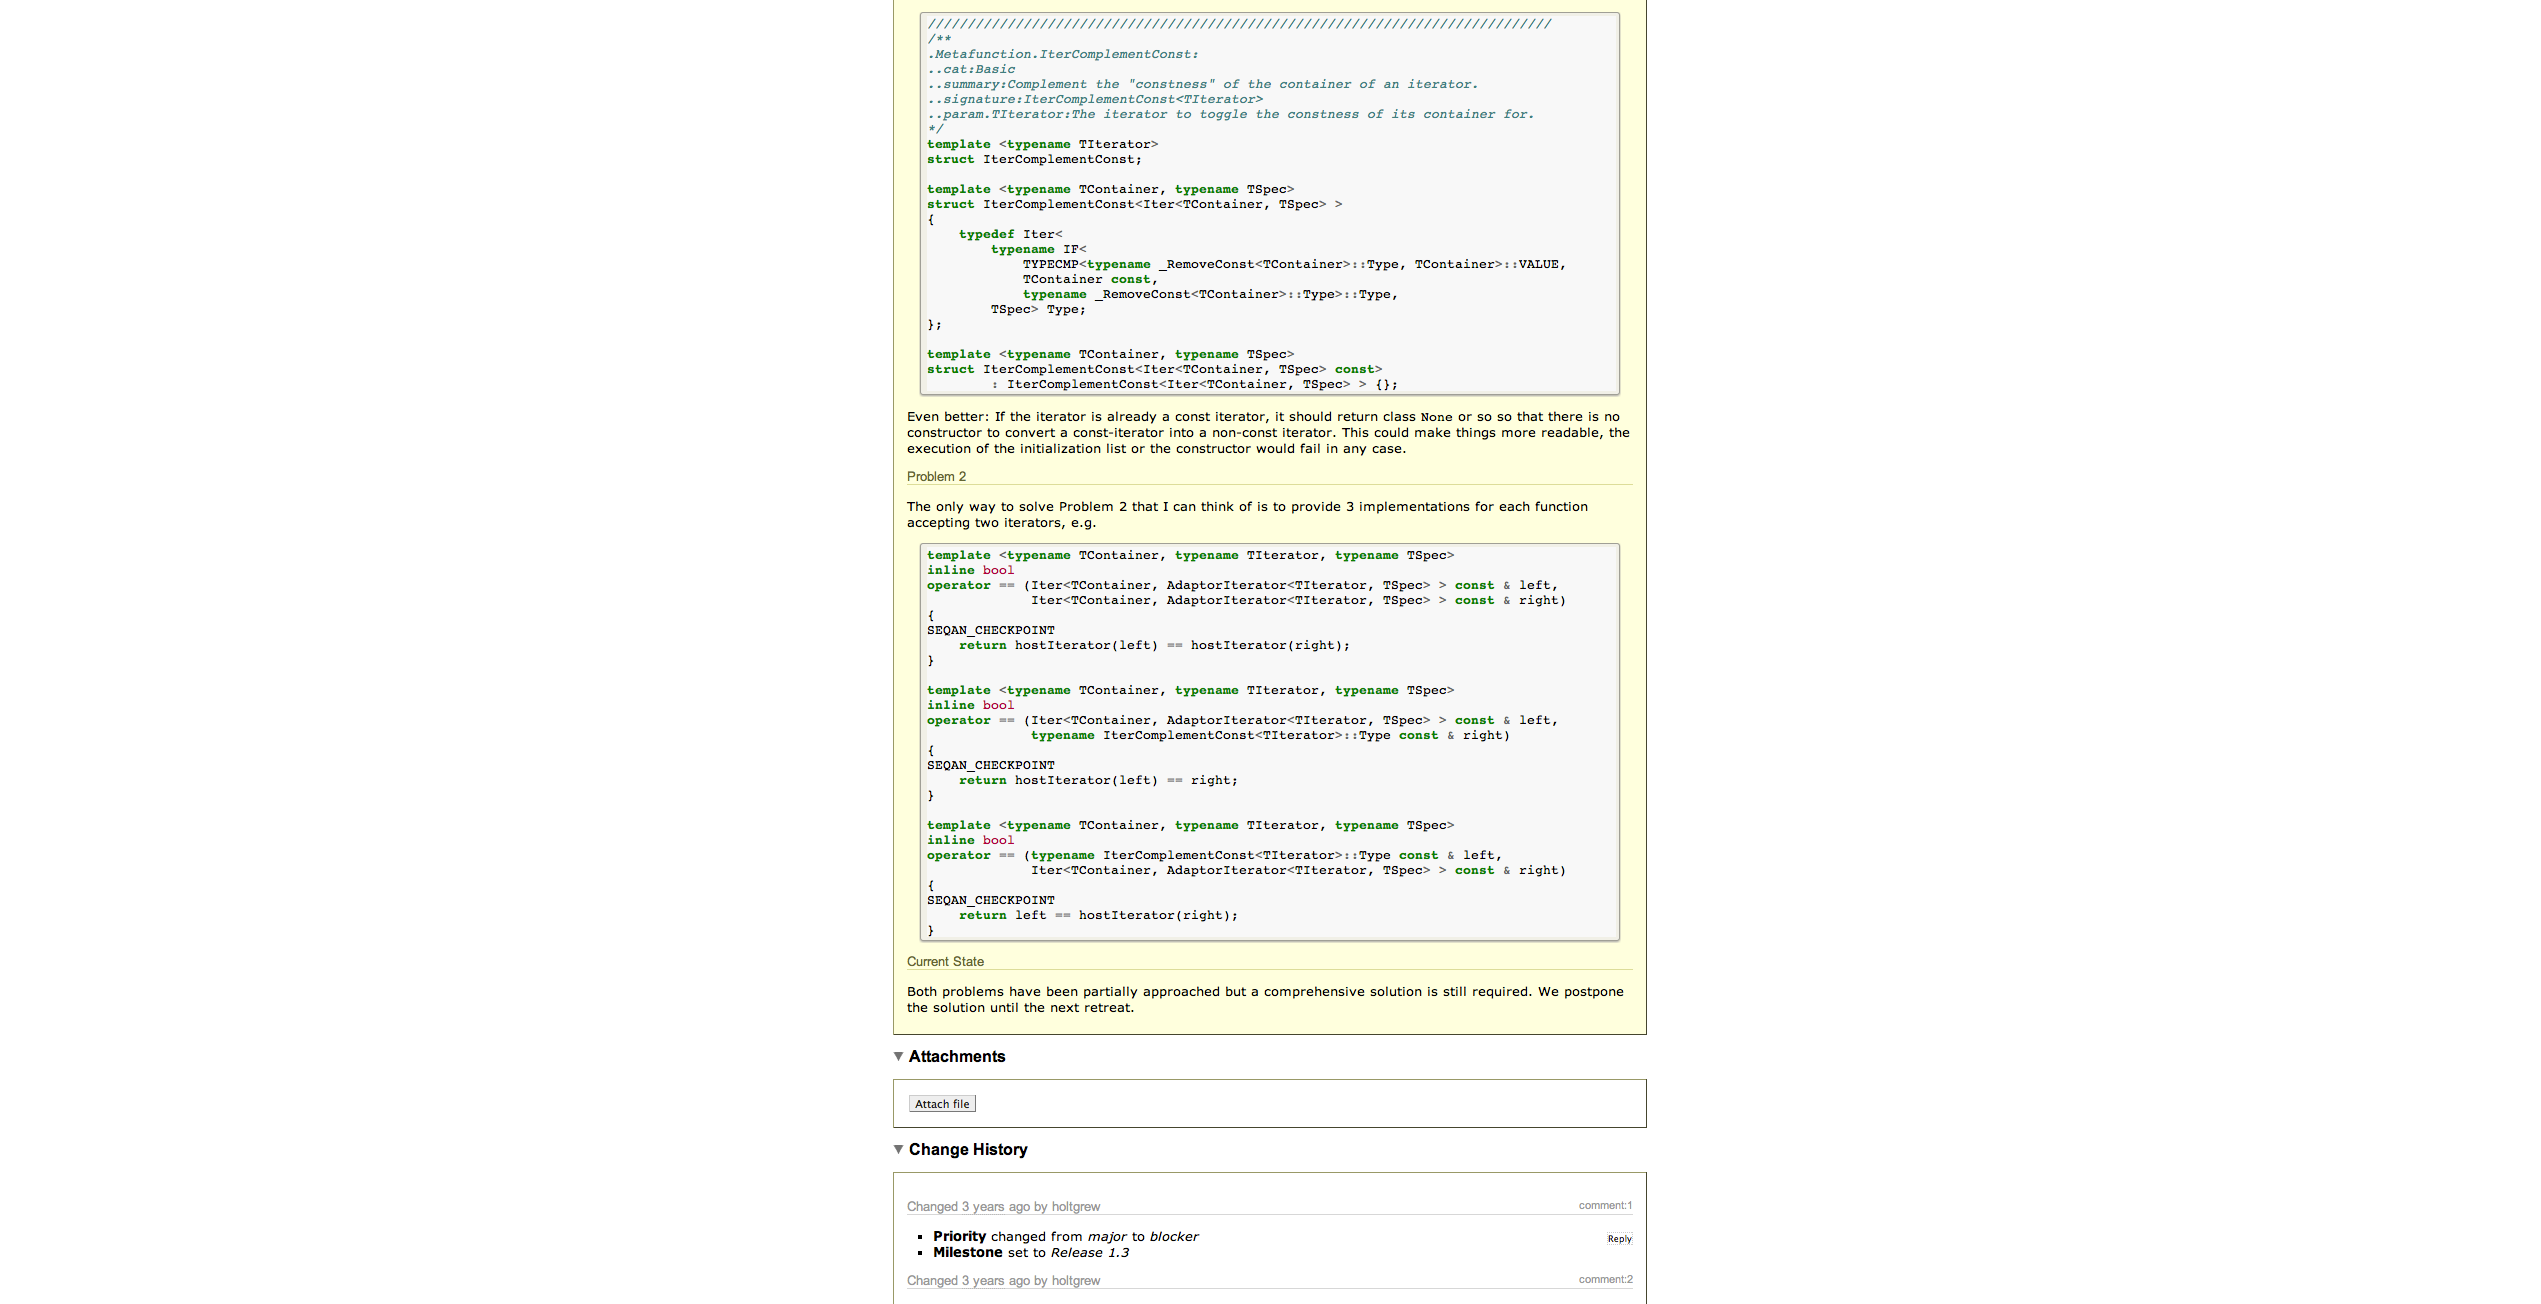 //////////////////////////////////////////////////////////////////////////////
/**
.Metafunction.IterComplementConst:
..cat:Basic
..summary:Complement the "constness" of the container of an iterator.
..signature:IterComplementConst<TIterator>
..param.TIterator:The iterator to toggle the constness of its container for.
*/
template <typename TIterator>
struct IterComplementConst;

template <typename TContainer, typename TSpec>
struct IterComplementConst<Iter<TContainer, TSpec> >
{
    typedef Iter<
        typename IF<
            TYPECMP<typename _RemoveConst<TContainer>::Type, TContainer>::VALUE,
            TContainer const,
            typename _RemoveConst<TContainer>::Type>::Type,
        TSpec> Type;
};

template <typename TContainer, typename TSpec>
struct IterComplementConst<Iter<TContainer, TSpec> const>
        : IterComplementConst<Iter<TContainer, TSpec> > {};
Even better: If the iterator is already a const iterator, it should return class None or so so that there is no
constructor to convert a const-iterator into a non-const iterator. This could make things more readable, the
execution of the initialization list or the constructor would fail in any case.
Problem 2
The only way to solve Problem 2 that I can think of is to provide 3 implementations for each function
accepting two iterators, e.g.
template <typename TContainer, typename TIterator, typename TSpec>
inline bool
operator == (Iter<TContainer, AdaptorIterator<TIterator, TSpec> > const & left,
             Iter<TContainer, AdaptorIterator<TIterator, TSpec> > const & right)
{
SEQAN_CHECKPOINT
    return hostIterator(left) == hostIterator(right);
}

template <typename TContainer, typename TIterator, typename TSpec>
inline bool
operator == (Iter<TContainer, AdaptorIterator<TIterator, TSpec> > const & left,
             typename IterComplementConst<TIterator>::Type const & right)
{
SEQAN_CHECKPOINT
    return hostIterator(left) == right;
}

template <typename TContainer, typename TIterator, typename TSpec>
inline bool
operator == (typename IterComplementConst<TIterator>::Type const & left,
             Iter<TContainer, AdaptorIterator<TIterator, TSpec> > const & right)
{
SEQAN_CHECKPOINT
    return left == hostIterator(right);
}
Current State
Both problems have been partially approached but a comprehensive solution is still required. We postpone
the solution until the next retreat.
▼ Attachments
Attach file
▼ Change History
Changed 3 years ago by holtgrew comment:1
▪ Priority changed from major to blocker
Reply
▪ Milestone set to Release 1.3
Changed 3 years ago by holtgrew comment:2